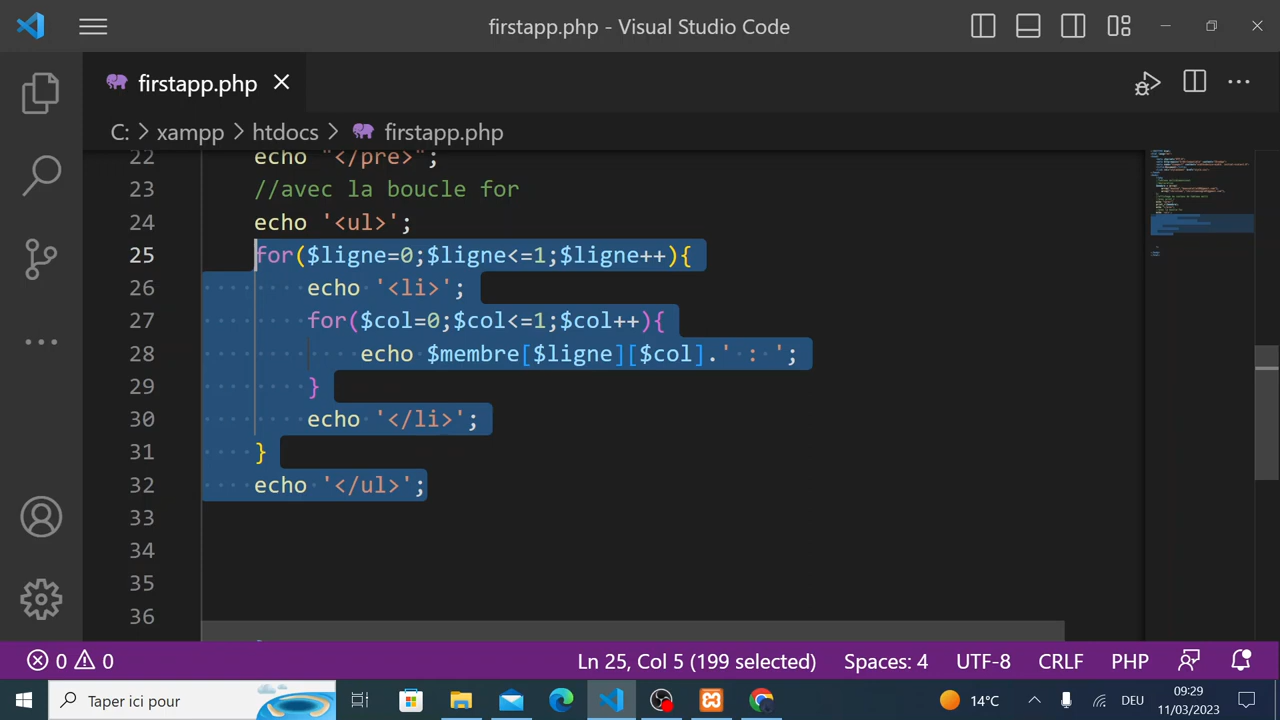 firstapp.php - Visual Studio Code
firstapp.php
C: > xampp > htdocs > firstapp.php
22 echo "</pre>";
23 //avec la boucle for
24 echo '<ul>';
25 for($ligne=0;$ligne<=1;$ligne++){
26 echo '<li>';
27 for($col=0;$col<=1;$col++){
28 echo $membre[$ligne][$col].' : ';
29 }
30 echo '</li>';
31 }
32 echo '</ul>';
33
34
35
36
0 0 Ln 25, Col 5 (199 selected) Spaces: 4 UTF-8 CRLF PHP
Taper ici pour 14°C DEU 09:29
11/03/2023